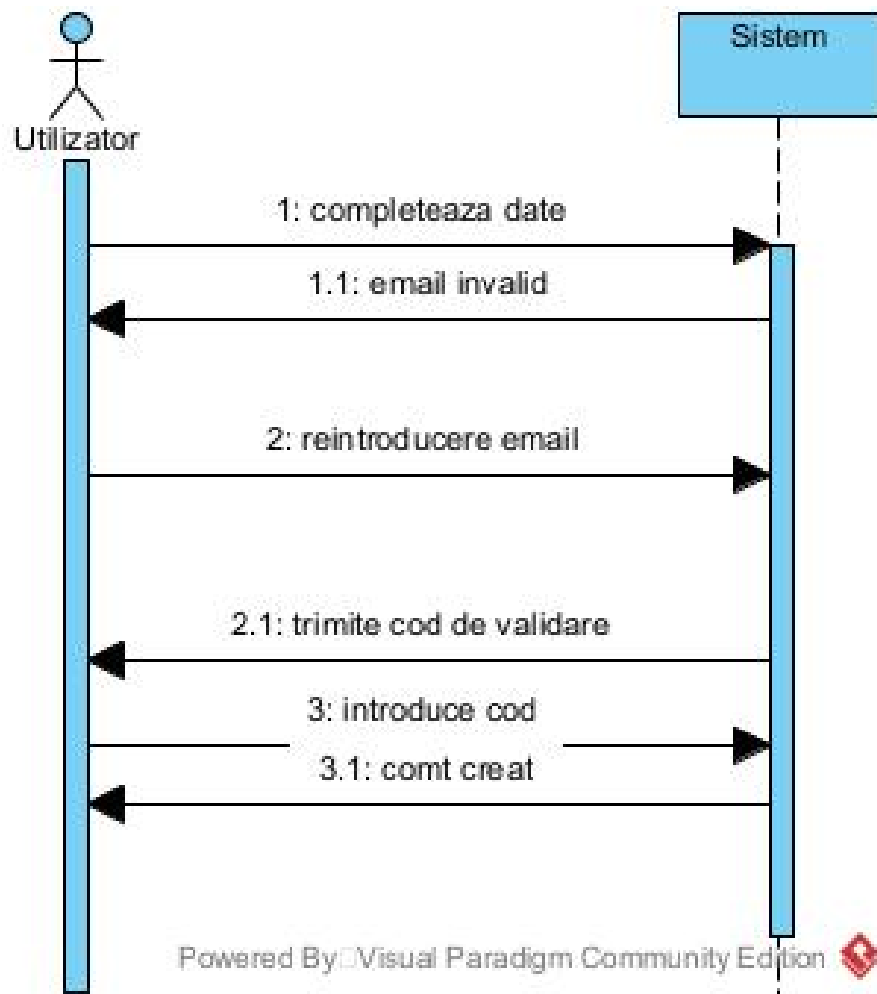 Sistem
Utilizator
1: completeaza date
1.1: email invalid
2: reintroducere email
2.1: trimite cod de validare
3: introduce cod
3.1: comt creat
Powered By Visual Paradigm Community Edition